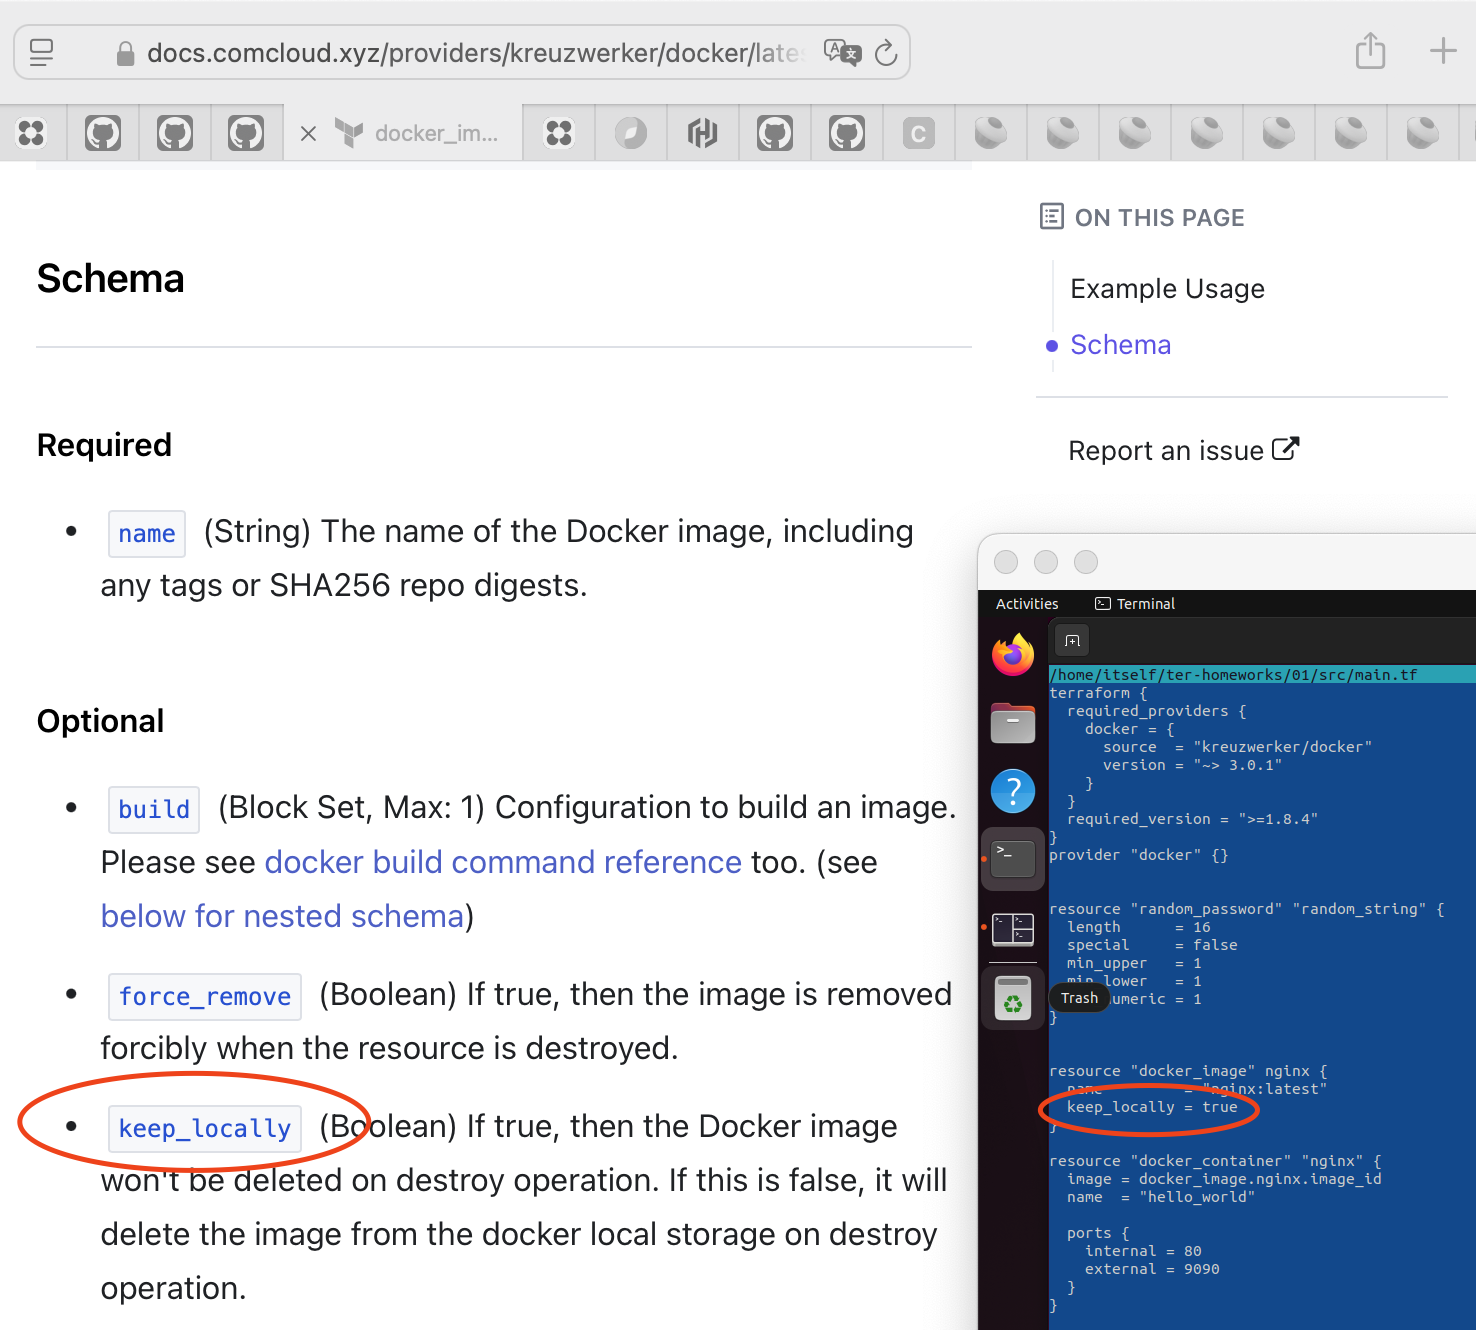 docs.comcloud.xyz/providers/kreuzwerker/docker/late
docker_im...
C
Schema
Required
name (String) The name of the Docker image, including
any tags or SHA256 repo digests.
Optional
build (Block Set, Max: 1) Configuration to build an image.
Please see docker build command reference too. (see
below for nested schema)
force_remove (Boolean) If true, then the image is removed
forcibly when the resource is destroyed.
keep_locally (Boolean) If true, then the Docker image
won't be deleted on destroy operation. If this is false, it will
delete the image from the docker local storage on destroy
operation.
ON THIS PAGE
Example Usage
Schema
Report an issue
Activities Terminal
/home/itself/ter-homeworks/01/src/main.tf
terraform {
required_providers {
docker = {
source = "kreuzwerker/docker"
version = "~> 3.0.1"
}
}
required_version = ">=1.8.4"
}
provider "docker" {}
resource "random_password" "random_string" {
length = 16
special = false
min_upper = 1
min_lower = 1
Trash
umeric = 1
}
resource "docker_image" nginx {
name = "nginx:latest"
keep_locally = true
}
resource "docker_container" "nginx" {
image = docker_image.nginx.image_id
name = "hello_world"
ports {
internal = 80
external = 9090
}
}